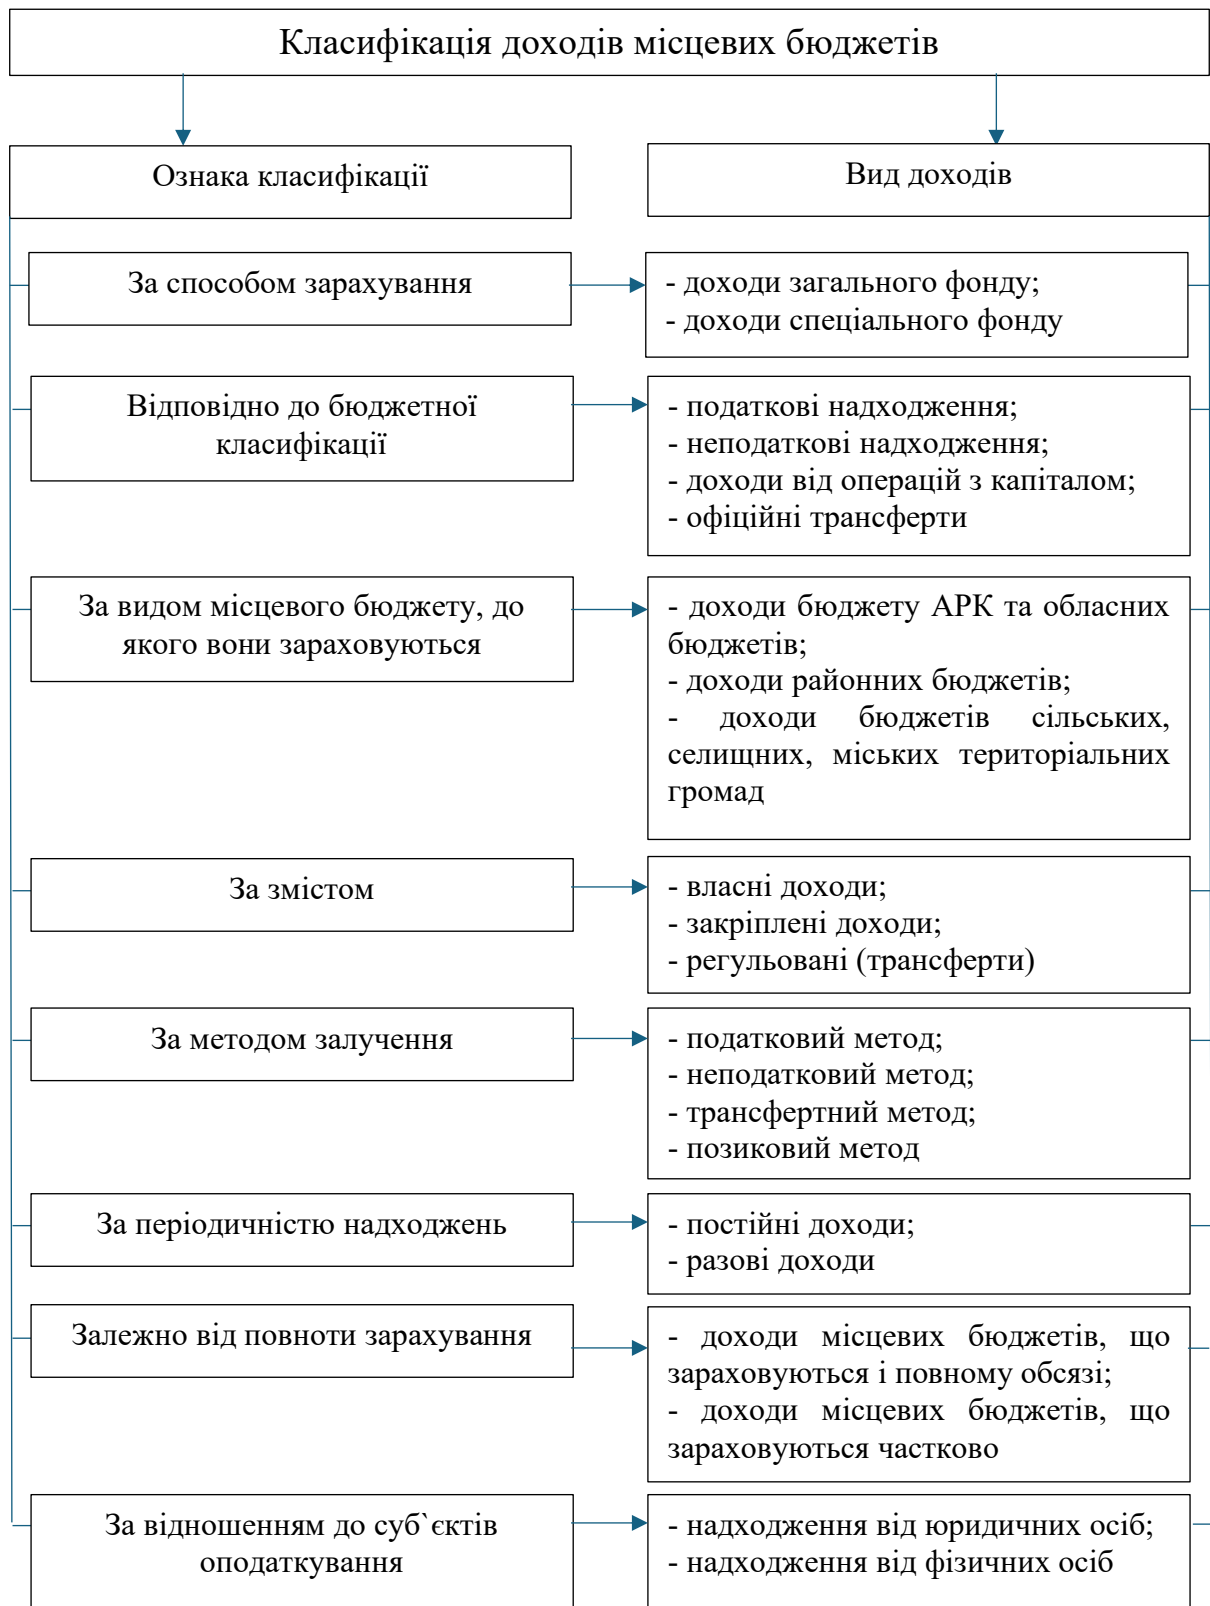 Класифікація доходів місцевих бюджетів
Ознака класифікації
Вид доходів
За способом зарахування
- доходи загального фонду;
- доходи спеціального фонду
Відповідно до бюджетної
класифікації
- податкові надходження;
- неподаткові надходження;
- доходи від операцій з капіталом;
- офіційні трансферти
За видом місцевого бюджету, до
якого вони зараховуються
- доходи бюджету АРК та обласних
бюджетів;
- доходи районних бюджетів;
- доходи бюджетів сільських,
селищних, міських територіальних
громад
За змістом
- власні доходи;
- закріплені доходи;
- регульовані (трансферти)
За методом залучення
- податковий метод;
- неподатковий метод;
- трансфертний метод;
- позиковий метод
За періодичністю надходжень
- постійні доходи;
- разові доходи
Залежно від повноти зарахування
- доходи місцевих бюджетів, що
зараховуються і повному обсязі;
- доходи місцевих бюджетів, що
зараховуються частково
За відношенням до суб`єктів
оподаткування
- надходження від юридичних осіб;
- надходження від фізичних осіб